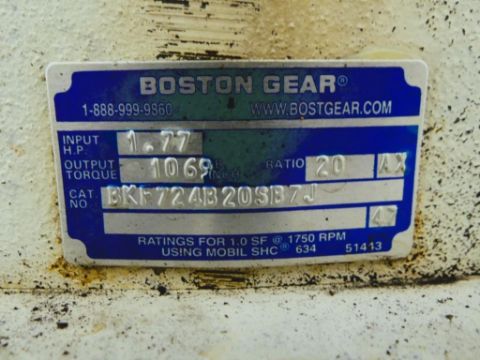 BOSTON GEAR®
1-888-999-9860 WWW.BOSTGEAR.COM
INPUT H.P. 1.77
OUTPUT TORQUE 1069 RATIO 20 AX
CAT. NO BKF724B20SB7J
RATINGS FOR 1.0 SF @ 1750 RPM
USING MOBIL SHC® 634 51413